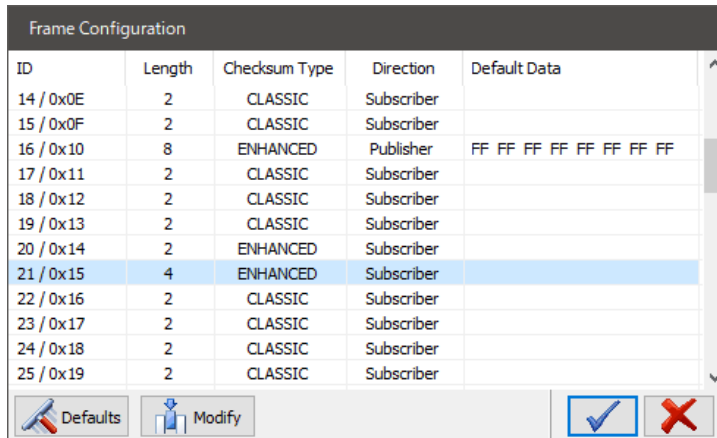 Frame Configuration
ID Length Checksum Type Direction Default Data
14 / 0x0E 2 CLASSIC Subscriber
15 / 0x0F 2 CLASSIC Subscriber
16 / 0x10 8 ENHANCED Publisher FF FF FF FF FF FF FF FF
17 / 0x11 2 CLASSIC Subscriber
18 / 0x12 2 CLASSIC Subscriber
19 / 0x13 2 CLASSIC Subscriber
20 / 0x14 2 ENHANCED Subscriber
21 / 0x15 4 ENHANCED Subscriber
22 / 0x16 2 CLASSIC Subscriber
23 / 0x17 2 CLASSIC Subscriber
24 / 0x18 2 CLASSIC Subscriber
25 / 0x19 2 CLASSIC Subscriber
Defaults Modify